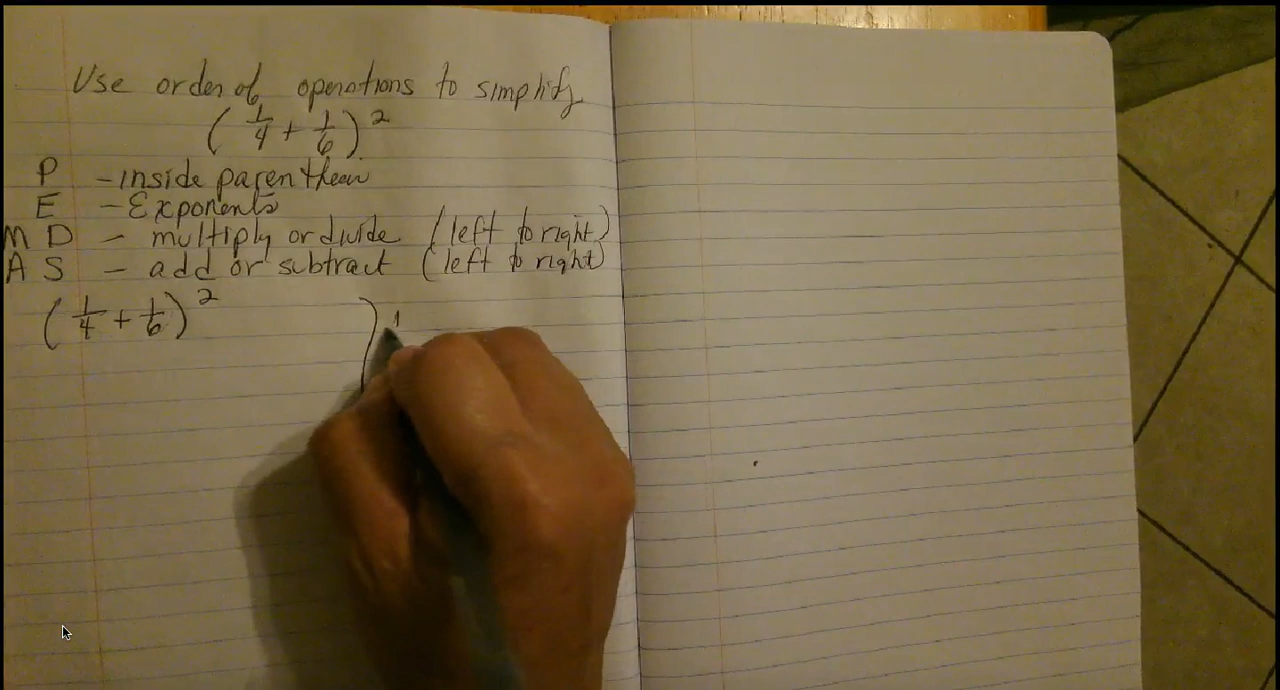 Use order of operations to simplify
( 1/4 + 1/6 )²
P - inside parenthesis
E - Exponents
M D - multiply or divide (left to right)
A S - add or subtract (left to right)
( 1/4 + 1/6 )²
) 1